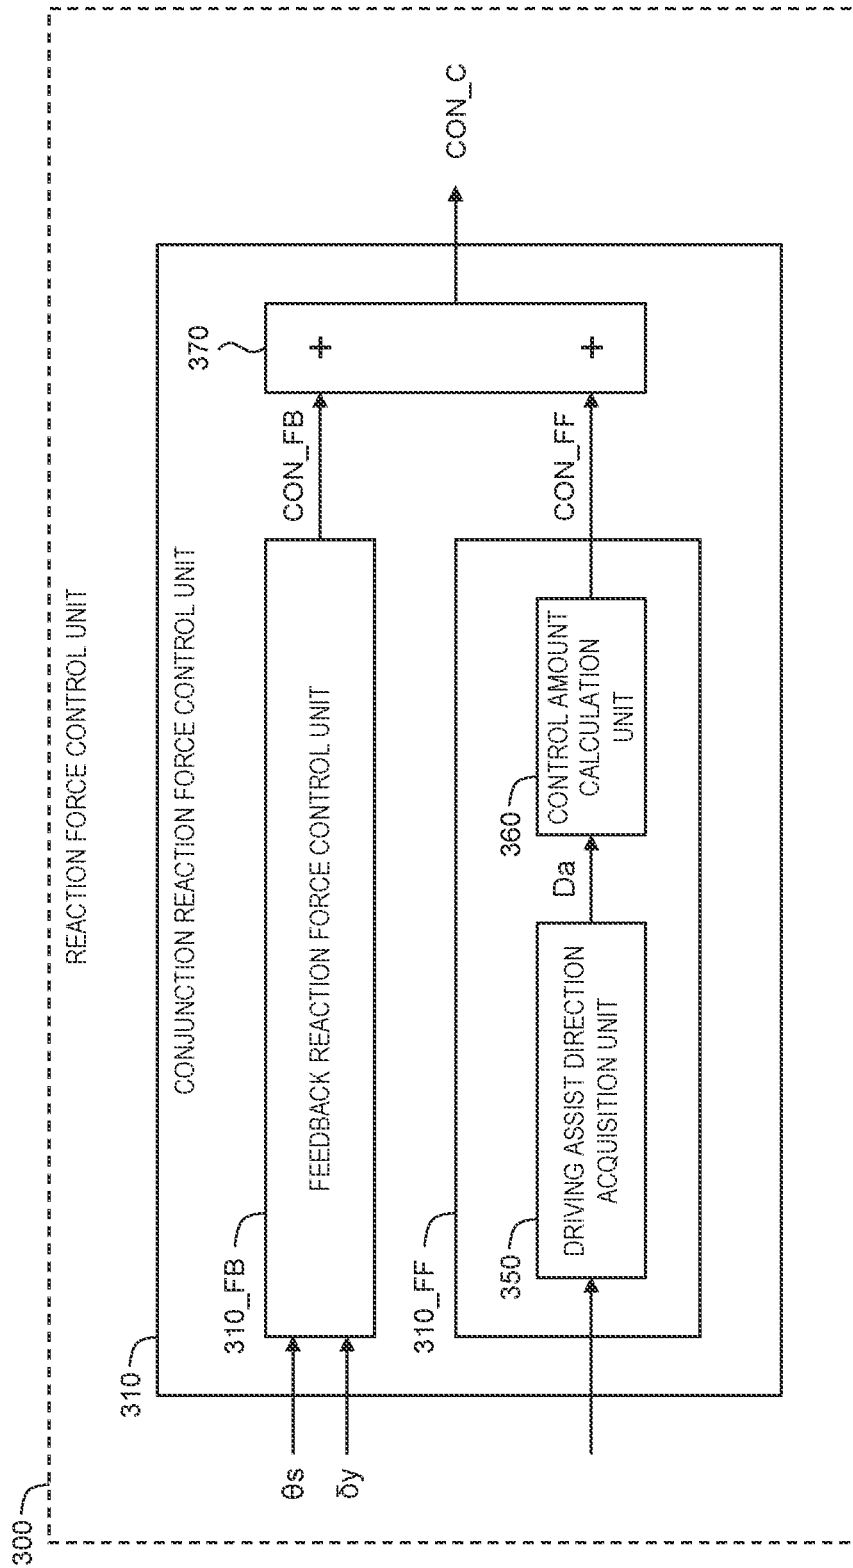 300
REACTION FORCE CONTROL UNIT
310
CONJUNCTION REACTION FORCE CONTROL UNIT
310_FB
FEEDBACK REACTION FORCE CONTROL UNIT
θs
δy
CON_FB
370
+
+
CON_C
310_FF
350
DRIVING ASSIST DIRECTION
ACQUISITION UNIT
Da
360
CONTROL AMOUNT
CALCULATION
UNIT
CON_FF